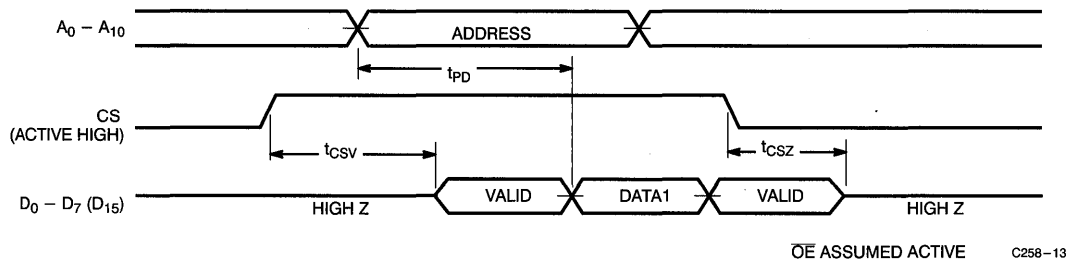 A0 – A10
ADDRESS
tPD
CS
(ACTIVE HIGH)
tCSV
tCSZ
D0 – D7 (D15)
HIGH Z
VALID
DATA1
VALID
HIGH Z
O̅E̅ ASSUMED ACTIVE
C258–13